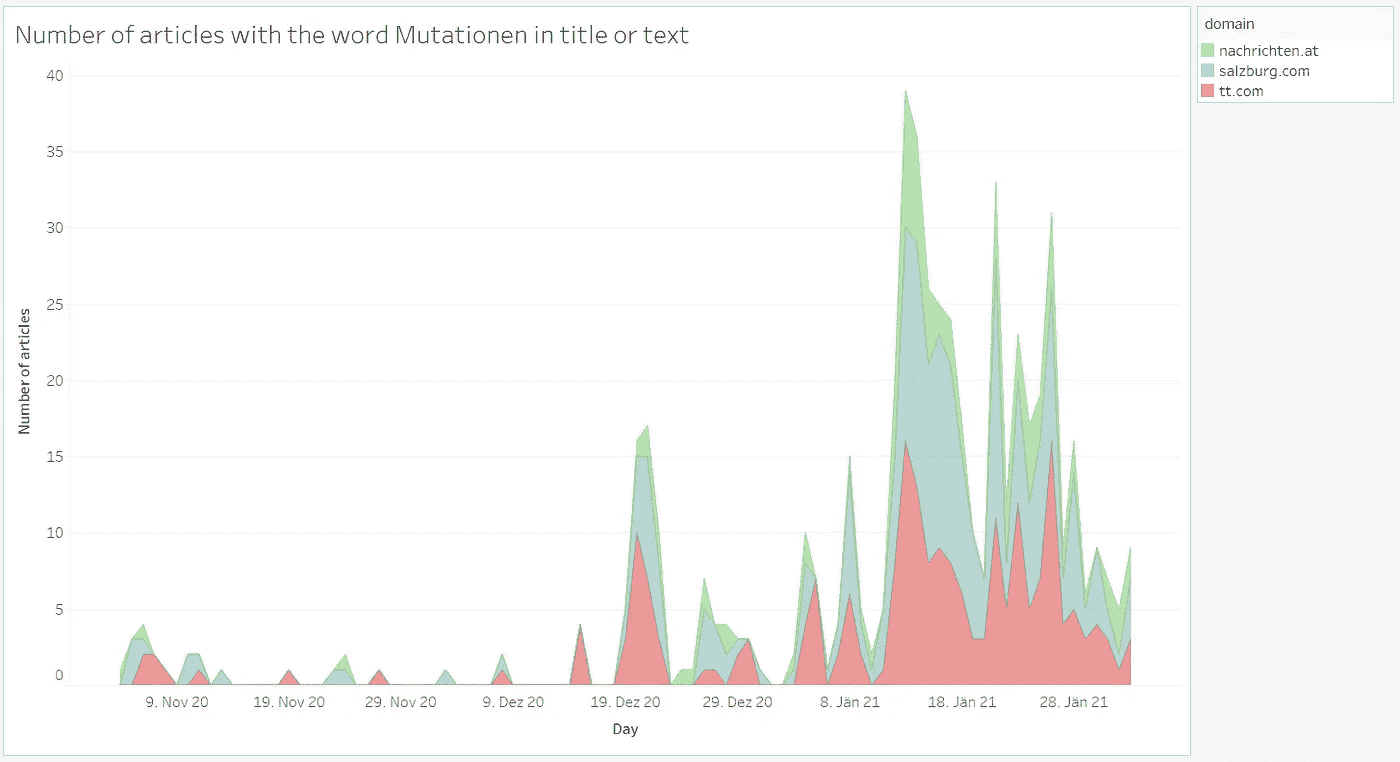 Number of articles with the word Mutationen in title or text
domain
nachrichten.at
salzburg.com
tt.com
40
35
30
25
20
15
10
5
0
Number of articles
9. Nov 20 19. Nov 20 29. Nov 20 9. Dez 20 19. Dez 20 29. Dez 20 8. Jän 21 18. Jän 21 28. Jän 21
Day